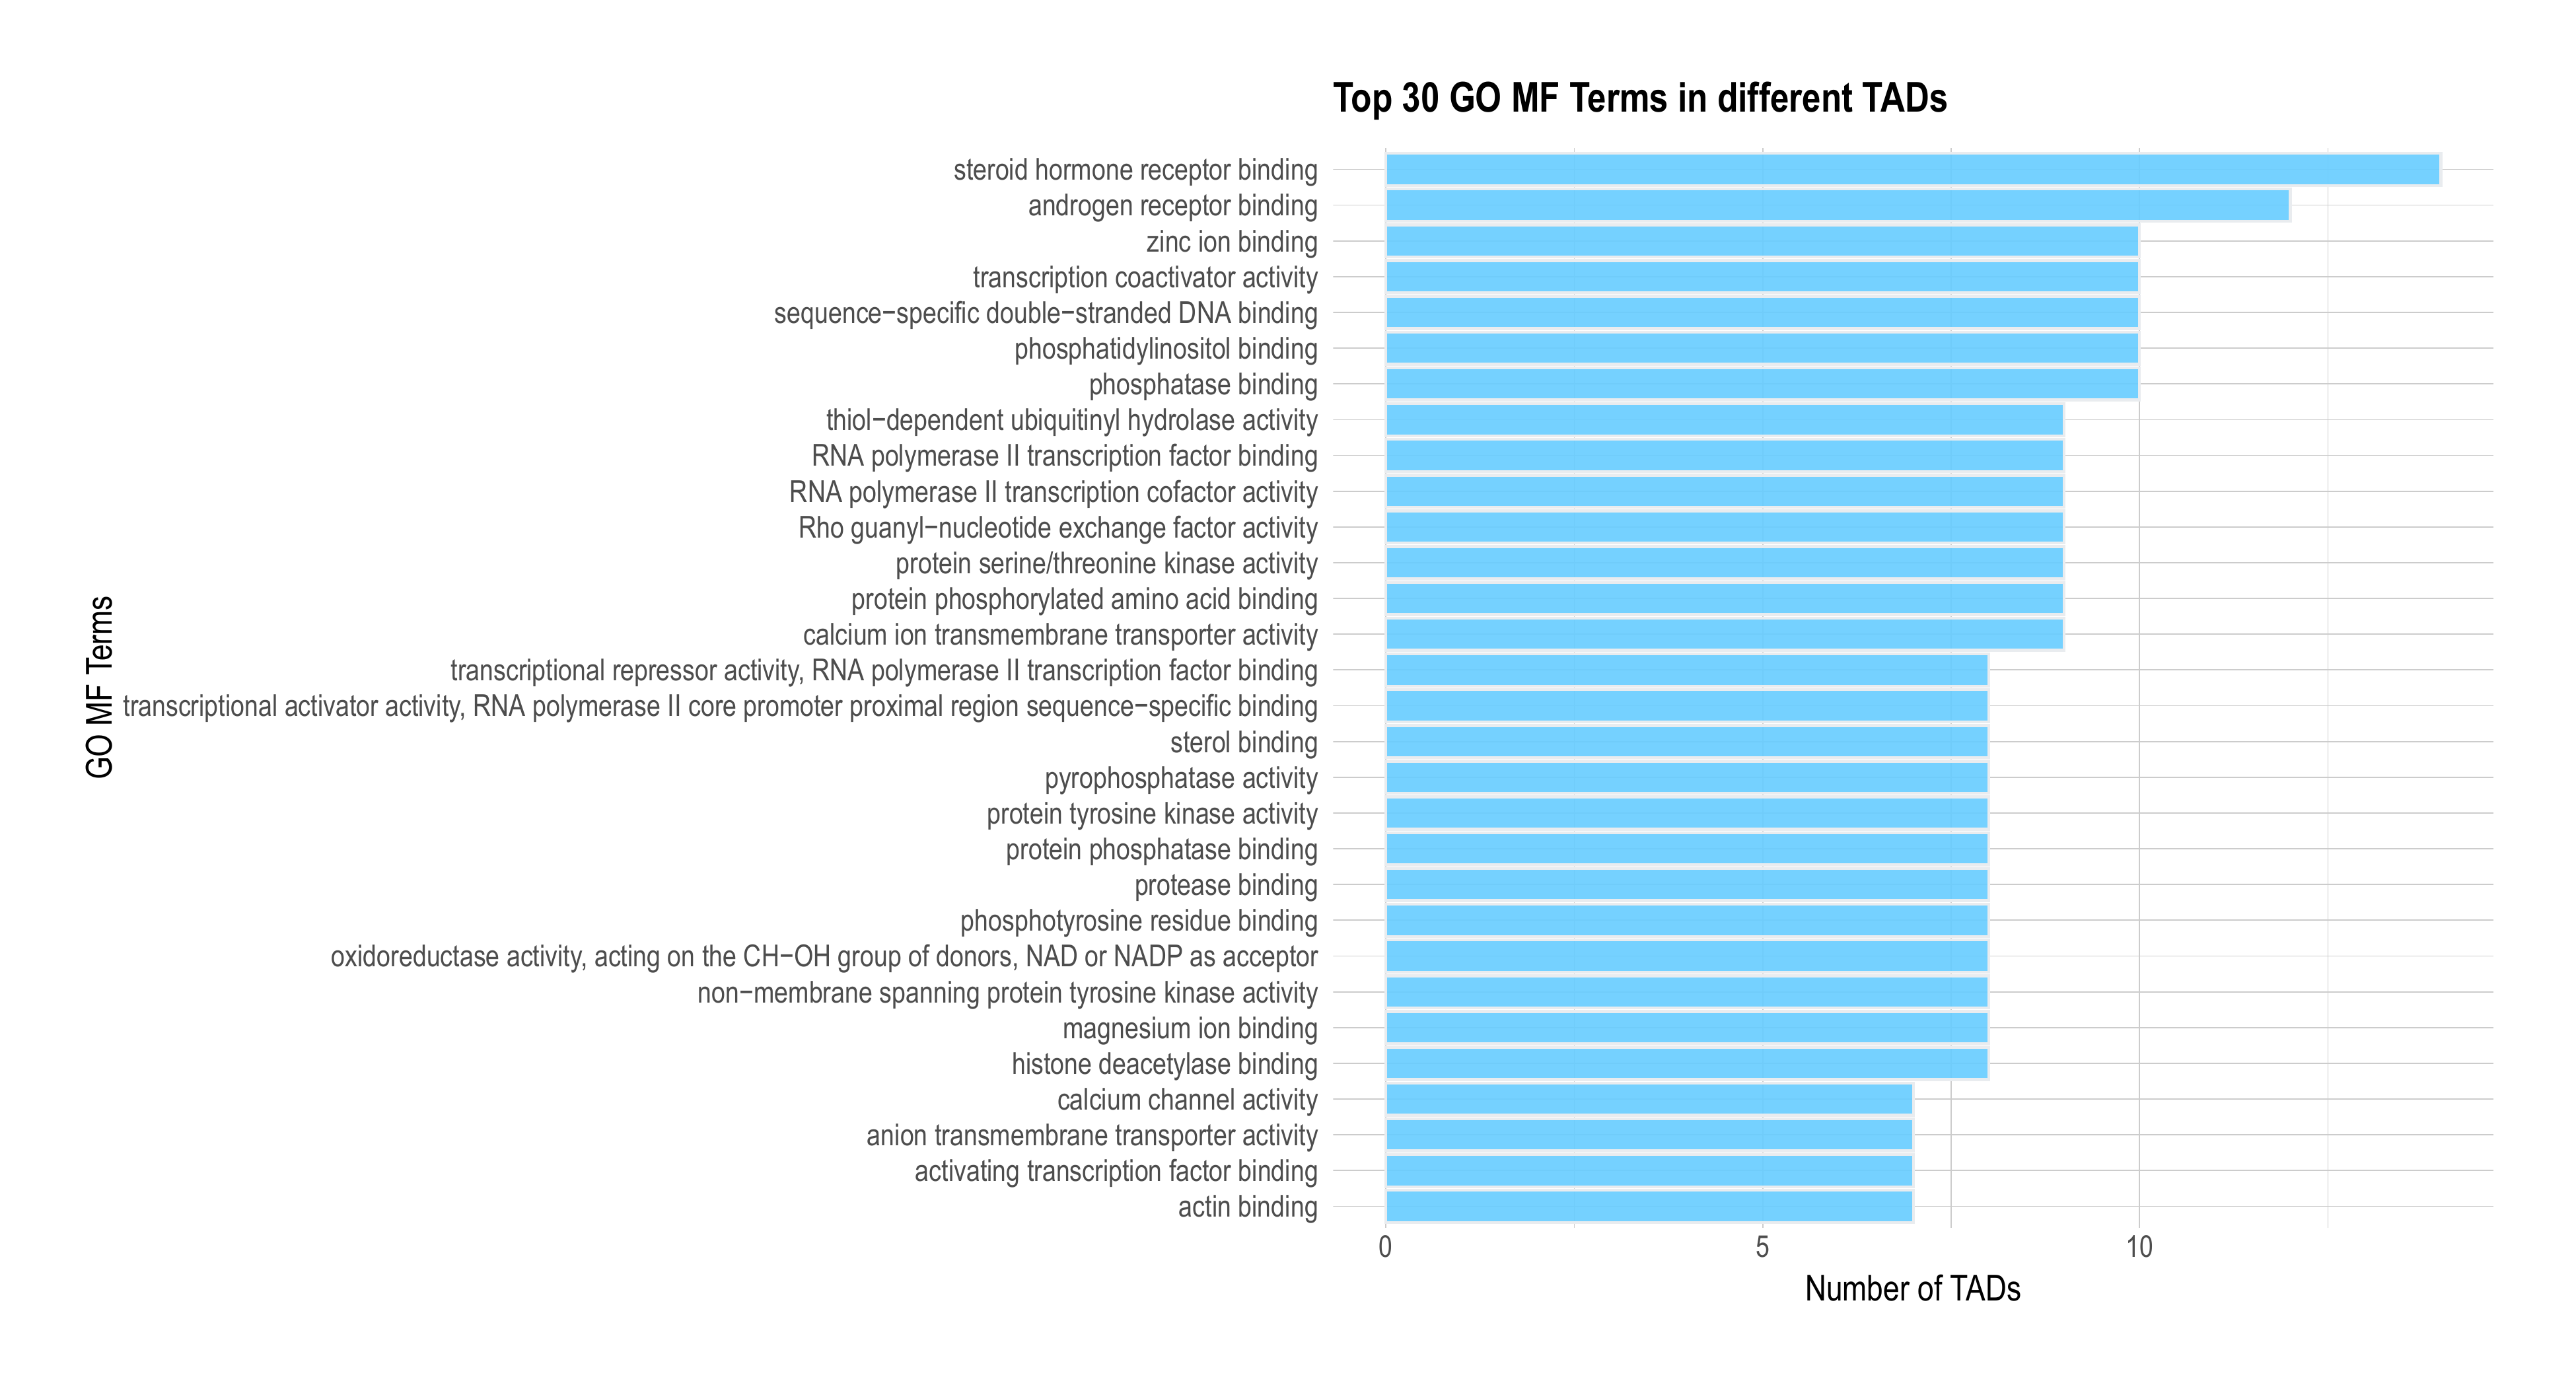 Top 30 GO MF Terms in different TADs
steroid hormone receptor binding
androgen receptor binding
zinc ion binding
transcription coactivator activity
sequence−specific double−stranded DNA binding
phosphatidylinositol binding
phosphatase binding
thiol−dependent ubiquitinyl hydrolase activity
RNA polymerase II transcription factor binding
RNA polymerase II transcription cofactor activity
Rho guanyl−nucleotide exchange factor activity
protein serine/threonine kinase activity
protein phosphorylated amino acid binding
calcium ion transmembrane transporter activity
transcriptional repressor activity, RNA polymerase II transcription factor binding
transcriptional activator activity, RNA polymerase II core promoter proximal region sequence−specific binding
sterol binding
pyrophosphatase activity
protein tyrosine kinase activity
protein phosphatase binding
protease binding
phosphotyrosine residue binding
oxidoreductase activity, acting on the CH−OH group of donors, NAD or NADP as acceptor
non−membrane spanning protein tyrosine kinase activity
magnesium ion binding
histone deacetylase binding
calcium channel activity
anion transmembrane transporter activity
activating transcription factor binding
actin binding
GO MF Terms
0 5 10
Number of TADs